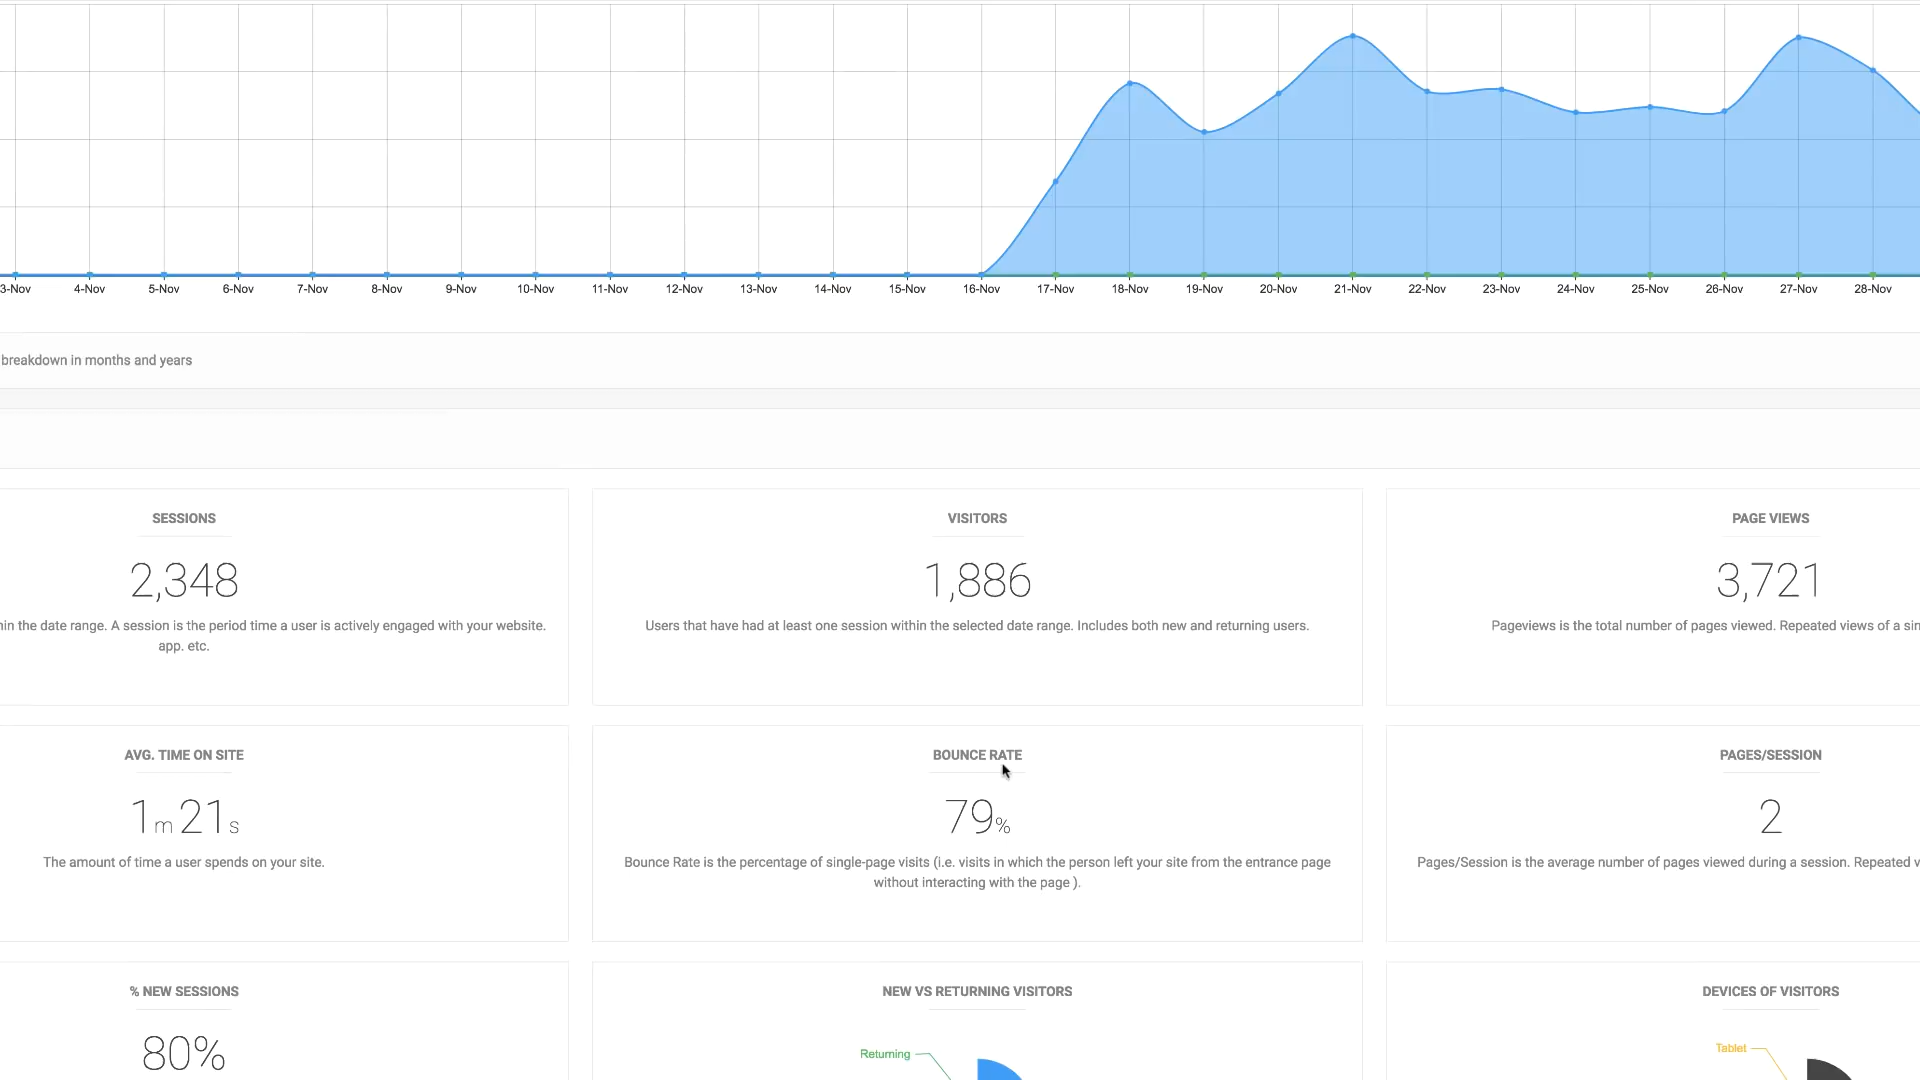 3-Nov 4-Nov 5-Nov 6-Nov 7-Nov 8-Nov 9-Nov 10-Nov 11-Nov 12-Nov 13-Nov 14-Nov 15-Nov 16-Nov 17-Nov 18-Nov 19-Nov 20-Nov 21-Nov 22-Nov 23-Nov 24-Nov 25-Nov 26-Nov 27-Nov 28-Nov
breakdown in months and years
SESSIONS
2,348
the date range. A session is the period time a user is actively engaged with your website.
app. etc.
VISITORS
1,886
Users that have had at least one session within the selected date range. Includes both new and returning users.
PAGE VIEWS
3,721
Pageviews is the total number of pages viewed. Repeated views of a
AVG. TIME ON SITE
1m 21s
The amount of time a user spends on your site.
BOUNCE RATE
79%
Bounce Rate is the percentage of single-page visits (i.e. visits in which the person left your site from the entrance page
without interacting with the page ).
PAGES/SESSION
2
Pages/Session is the average number of pages viewed during a session. Repeated
% NEW SESSIONS
80%
NEW VS RETURNING VISITORS
Returning
DEVICES OF VISITORS
Tablet